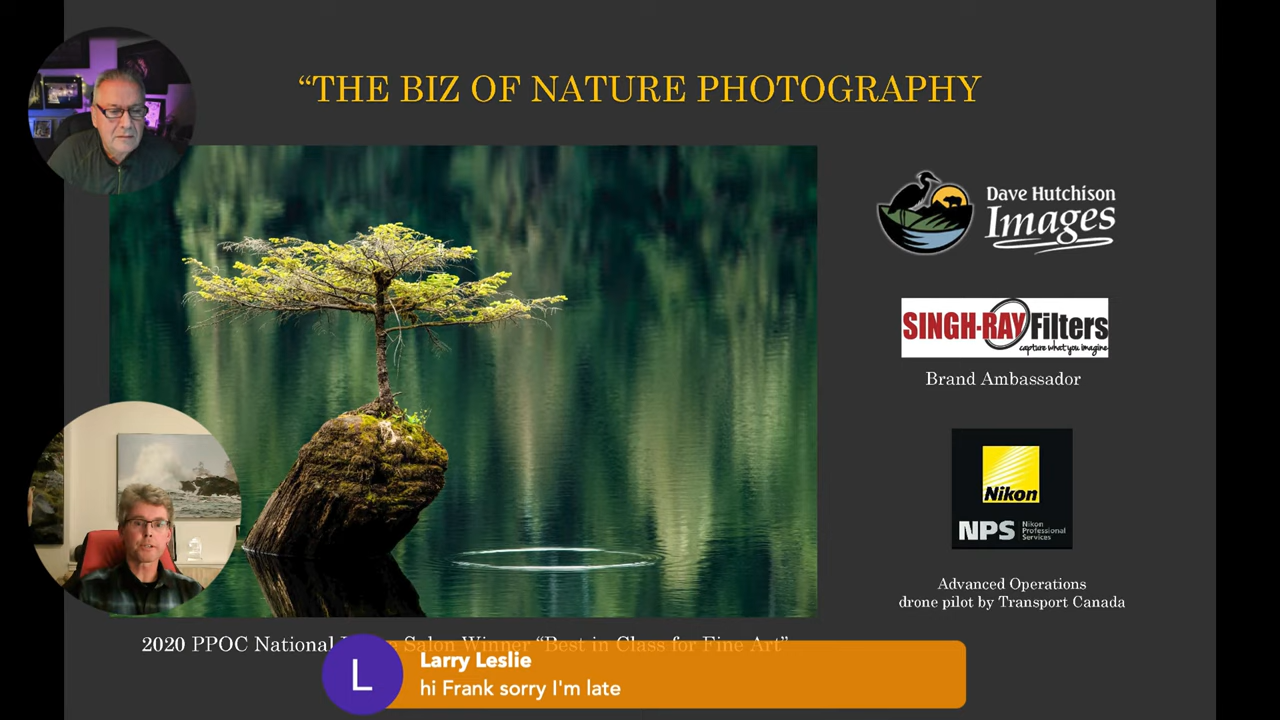 “THE BIZ OF NATURE PHOTOGRAPHY
Dave Hutchison
Images
SINGH-RAY Filters
capture what you imagine
Brand Ambassador
Nikon
NPS Nikon Professional Services
Advanced Operations
drone pilot by Transport Canada
2020 PPOC National Salon Winner “Best in Class for Fine Art”
L
Larry Leslie
hi Frank sorry I'm late